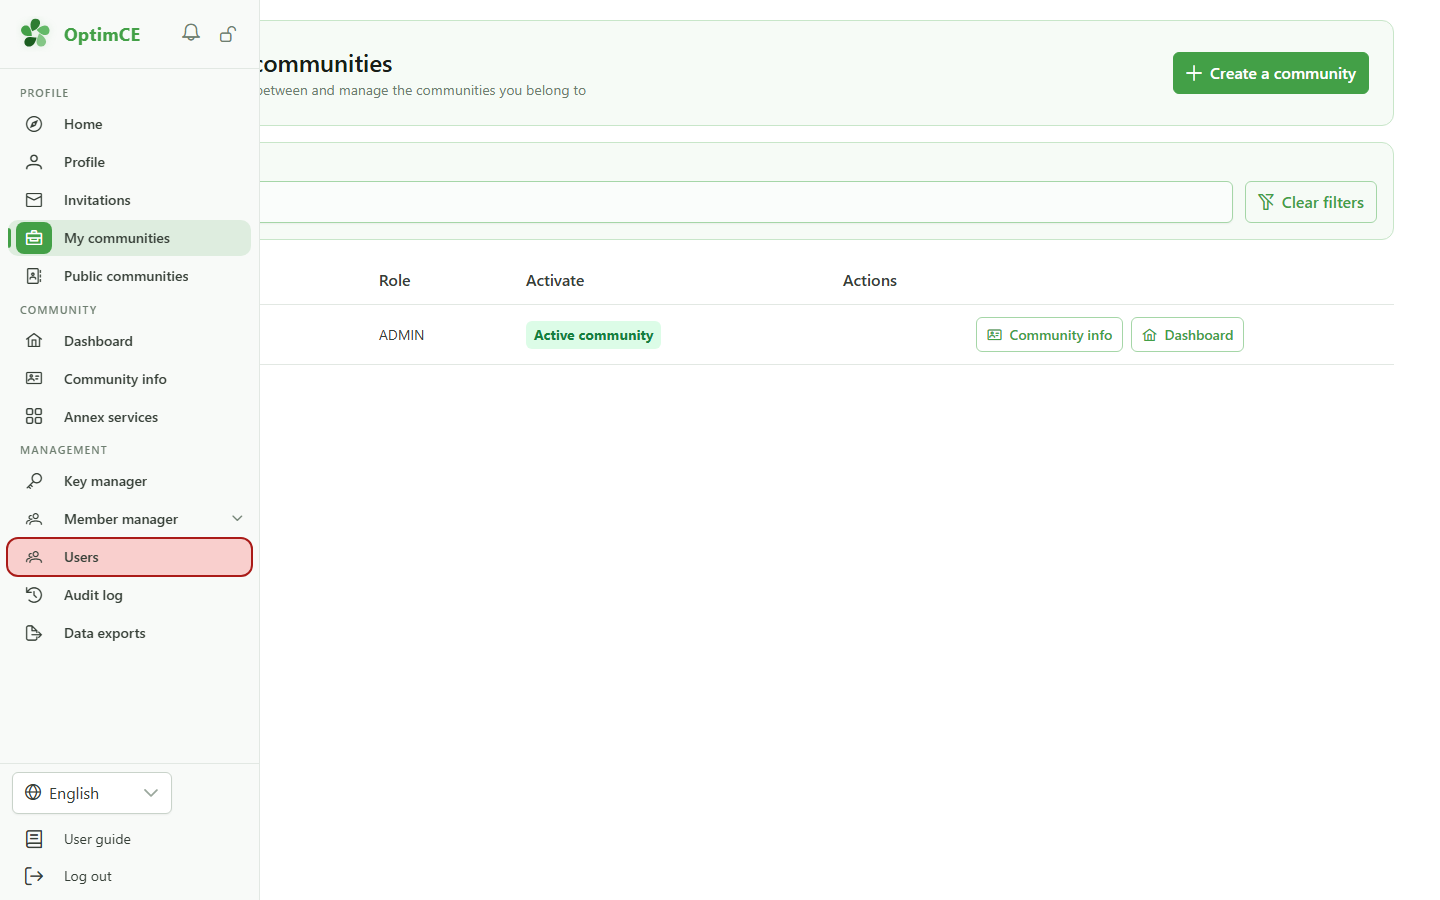 OptimCE
PROFILE
Home
Profile
Invitations
My communities
Public communities
COMMUNITY
Dashboard
Community info
Annex services
MANAGEMENT
Key manager
Member manager
Users
Audit log
Data exports
English
User guide
Log out
communities
between and manage the communities you belong to
Create a community
Clear filters
Role
Activate
Actions
ADMIN
Active community
Community info
Dashboard